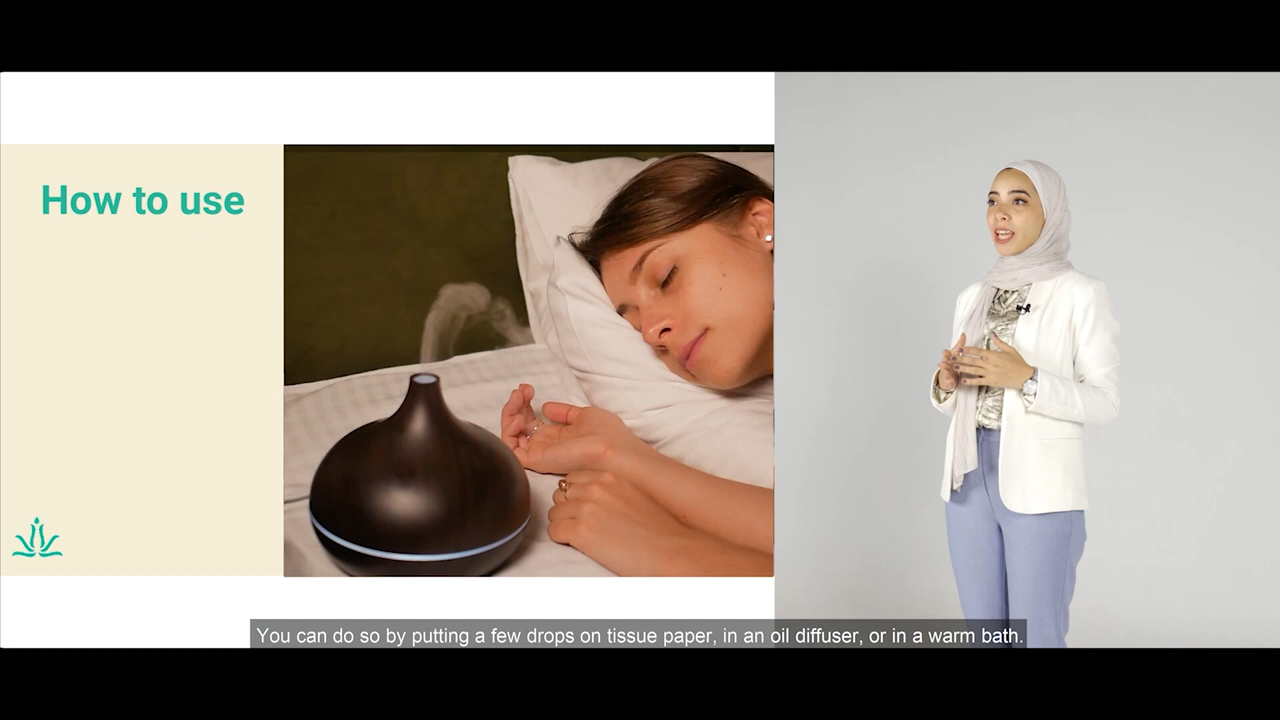 How to use
You can do so by putting a few drops on tissue paper, in an oil diffuser, or in a warm bath.